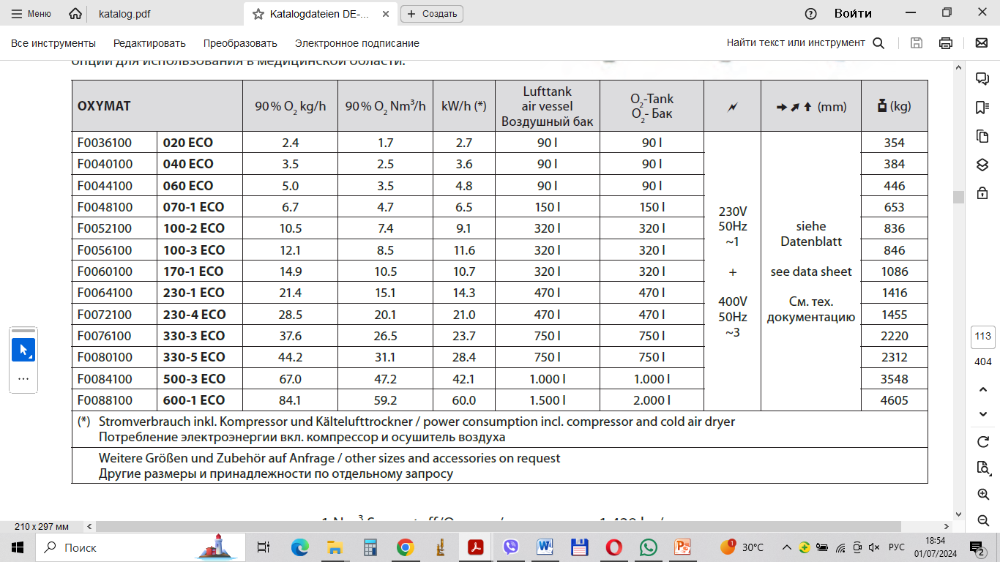 Меню
katalog.pdf
Katalogdateien DE-...
Создать
Войти
Все инструменты
Редактировать
Преобразовать
Электронное подписание
Найти текст или инструмент
опции для использования в медицинской области.
OXYMAT
90 % O₂ kg/h
90 % O₂ Nm³/h
kW/h (*)
Lufttank
air vessel
Воздушный бак
O₂-Tank
O₂- Бак
(mm)
(kg)
F0036100 020 ECO 2.4 1.7 2.7 90 l 90 l 354
F0040100 040 ECO 3.5 2.5 3.6 90 l 90 l 384
F0044100 060 ECO 5.0 3.5 4.8 90 l 90 l 446
F0048100 070-1 ECO 6.7 4.7 6.5 150 l 150 l 653
F0052100 100-2 ECO 10.5 7.4 9.1 320 l 320 l 836
F0056100 100-3 ECO 12.1 8.5 11.6 320 l 320 l 846
F0060100 170-1 ECO 14.9 10.5 10.7 320 l 320 l 1086
F0064100 230-1 ECO 21.4 15.1 14.3 470 l 470 l 1416
F0072100 230-4 ECO 28.5 20.1 21.0 470 l 470 l 1455
F0076100 330-3 ECO 37.6 26.5 23.7 750 l 750 l 2220
F0080100 330-5 ECO 44.2 31.1 28.4 750 l 750 l 2312
F0084100 500-3 ECO 67.0 47.2 42.1 1.000 l 1.000 l 3548
F0088100 600-1 ECO 84.1 59.2 60.0 1.500 l 2.000 l 4605
230V
50Hz
~1
+
400V
50Hz
~3
siehe
Datenblatt
see data sheet
См. тех.
документацию
(*) Stromverbrauch inkl. Kompressor und Kältelufttrockner / power consumption incl. compressor and cold air dryer
Потребление электроэнергии вкл. компрессор и осушитель воздуха
Weitere Größen und Zubehör auf Anfrage / other sizes and accessories on request
Другие размеры и принадлежности по отдельному запросу
113
404
210 x 297 мм
Поиск
1
30°C
РУС
18:54
01/07/2024
2